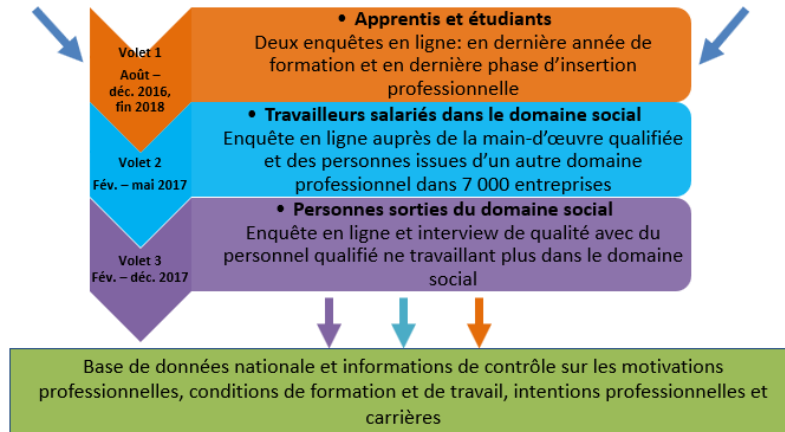 Volet 1
Août –
déc. 2016,
fin 2018
• Apprentis et étudiants
Deux enquêtes en ligne: en dernière année de
formation et en dernière phase d'insertion
professionnelle
Volet 2
Fév. – mai 2017
• Travailleurs salariés dans le domaine social
Enquête en ligne auprès de la main-d'œuvre qualifiée
et des personnes issues d'un autre domaine
professionnel dans 7 000 entreprises
Volet 3
Fév. – déc. 2017
• Personnes sorties du domaine social
Enquête en ligne et interview de qualité avec du
personnel qualifié ne travaillant plus dans le domaine
social
Base de données nationale et informations de contrôle sur les motivations
professionnelles, conditions de formation et de travail, intentions professionnelles et
carrières